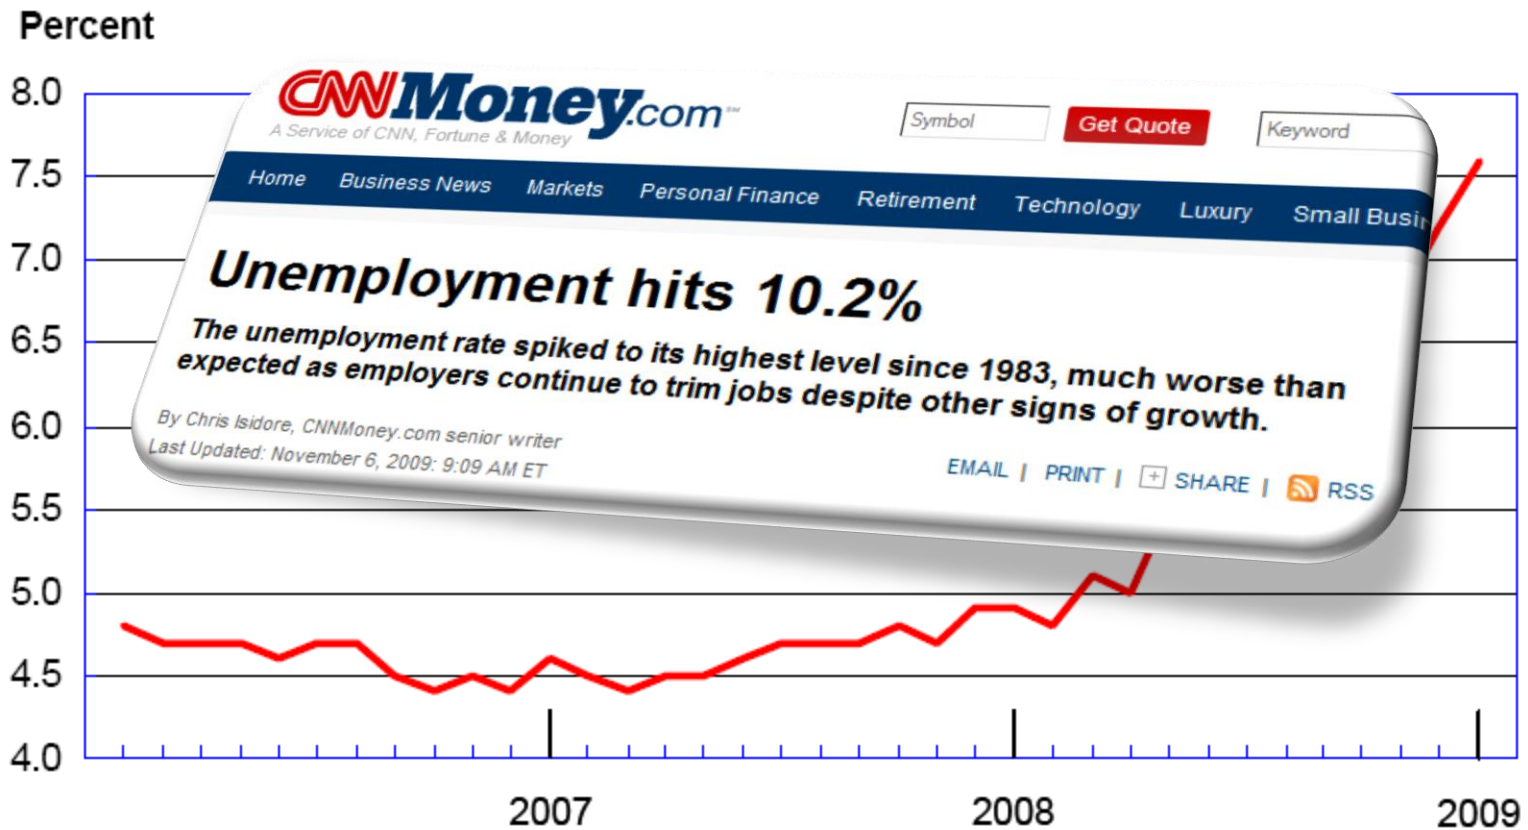 Percent
8.0
7.5
7.0
6.5
6.0
5.5
5.0
4.5
4.0
2007
2008
2009
CNNMoney.com℠
A Service of CNN, Fortune & Money
Symbol
Get Quote
Keyword
Home Business News Markets Personal Finance Retirement Technology Luxury Small Busin
Unemployment hits 10.2%
The unemployment rate spiked to its highest level since 1983, much worse than
expected as employers continue to trim jobs despite other signs of growth.
By Chris Isidore, CNNMoney.com senior writer
Last Updated: November 6, 2009: 9:09 AM ET
EMAIL | PRINT | + SHARE | RSS